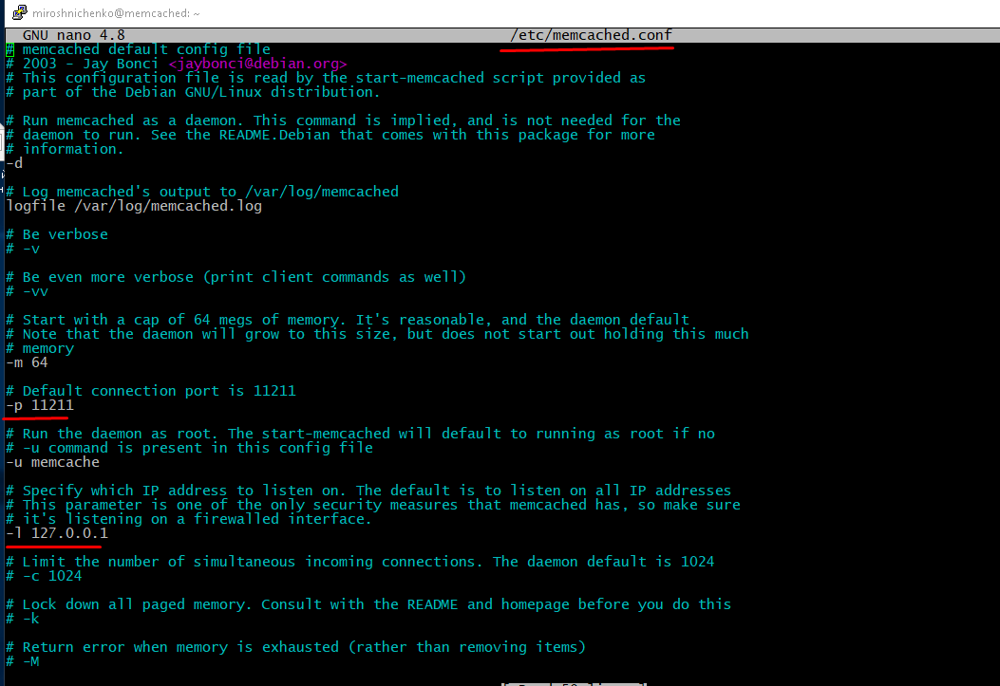 miroshnichenko@memcached: ~
GNU nano 4.8 /etc/memcached.conf
# memcached default config file
# 2003 - Jay Bonci <jaybonci@debian.org>
# This configuration file is read by the start-memcached script provided as
# part of the Debian GNU/Linux distribution.
# Run memcached as a daemon. This command is implied, and is not needed for the
# daemon to run. See the README.Debian that comes with this package for more
# information.
-d
# Log memcached's output to /var/log/memcached
logfile /var/log/memcached.log
# Be verbose
# -v
# Be even more verbose (print client commands as well)
# -vv
# Start with a cap of 64 megs of memory. It's reasonable, and the daemon default
# Note that the daemon will grow to this size, but does not start out holding this much
# memory
-m 64
# Default connection port is 11211
-p 11211
# Run the daemon as root. The start-memcached will default to running as root if no
# -u command is present in this config file
-u memcache
# Specify which IP address to listen on. The default is to listen on all IP addresses
# This parameter is one of the only security measures that memcached has, so make sure
# it's listening on a firewalled interface.
-l 127.0.0.1
# Limit the number of simultaneous incoming connections. The daemon default is 1024
# -c 1024
# Lock down all paged memory. Consult with the README and homepage before you do this
# -k
# Return error when memory is exhausted (rather than removing items)
# -M